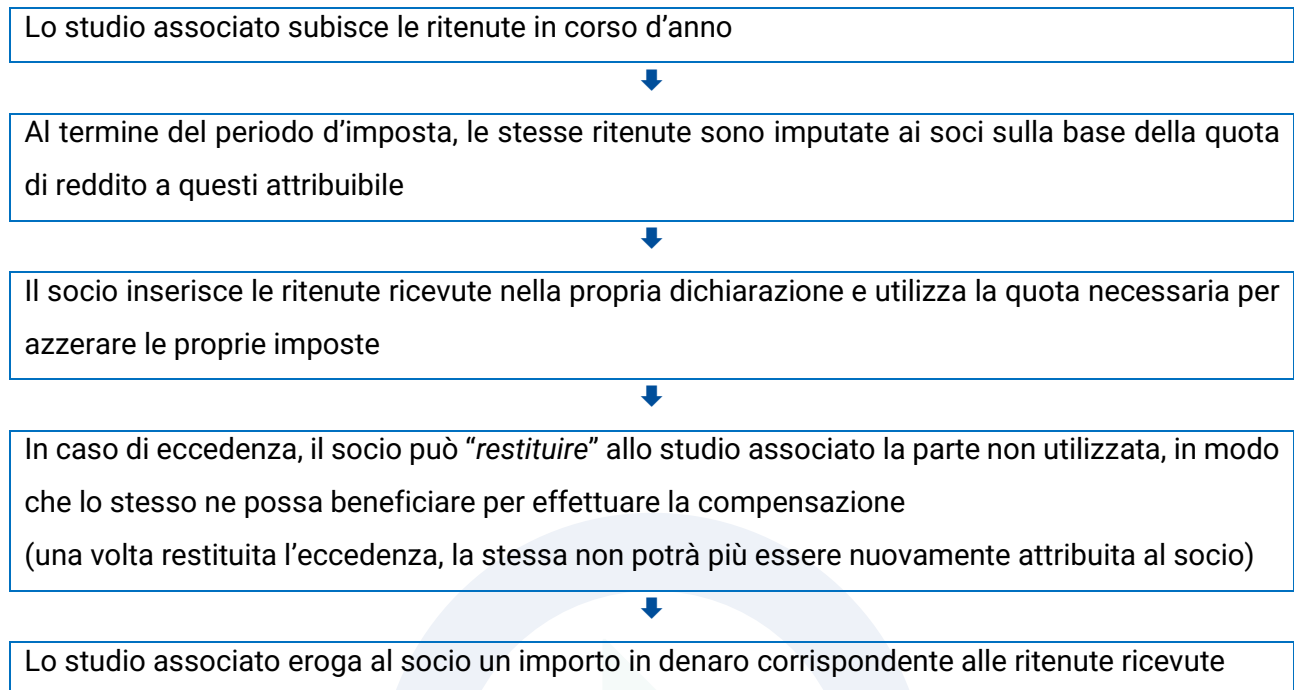 Lo studio associato subisce le ritenute in corso d'anno
Al termine del periodo d'imposta, le stesse ritenute sono imputate ai soci sulla base della quota
di reddito a questi attribuibile
Il socio inserisce le ritenute ricevute nella propria dichiarazione e utilizza la quota necessaria per
azzerare le proprie imposte
In caso di eccedenza, il socio può “restituire” allo studio associato la parte non utilizzata, in modo
che lo stesso ne possa beneficiare per effettuare la compensazione
(una volta restituita l'eccedenza, la stessa non potrà più essere nuovamente attribuita al socio)
Lo studio associato eroga al socio un importo in denaro corrispondente alle ritenute ricevute